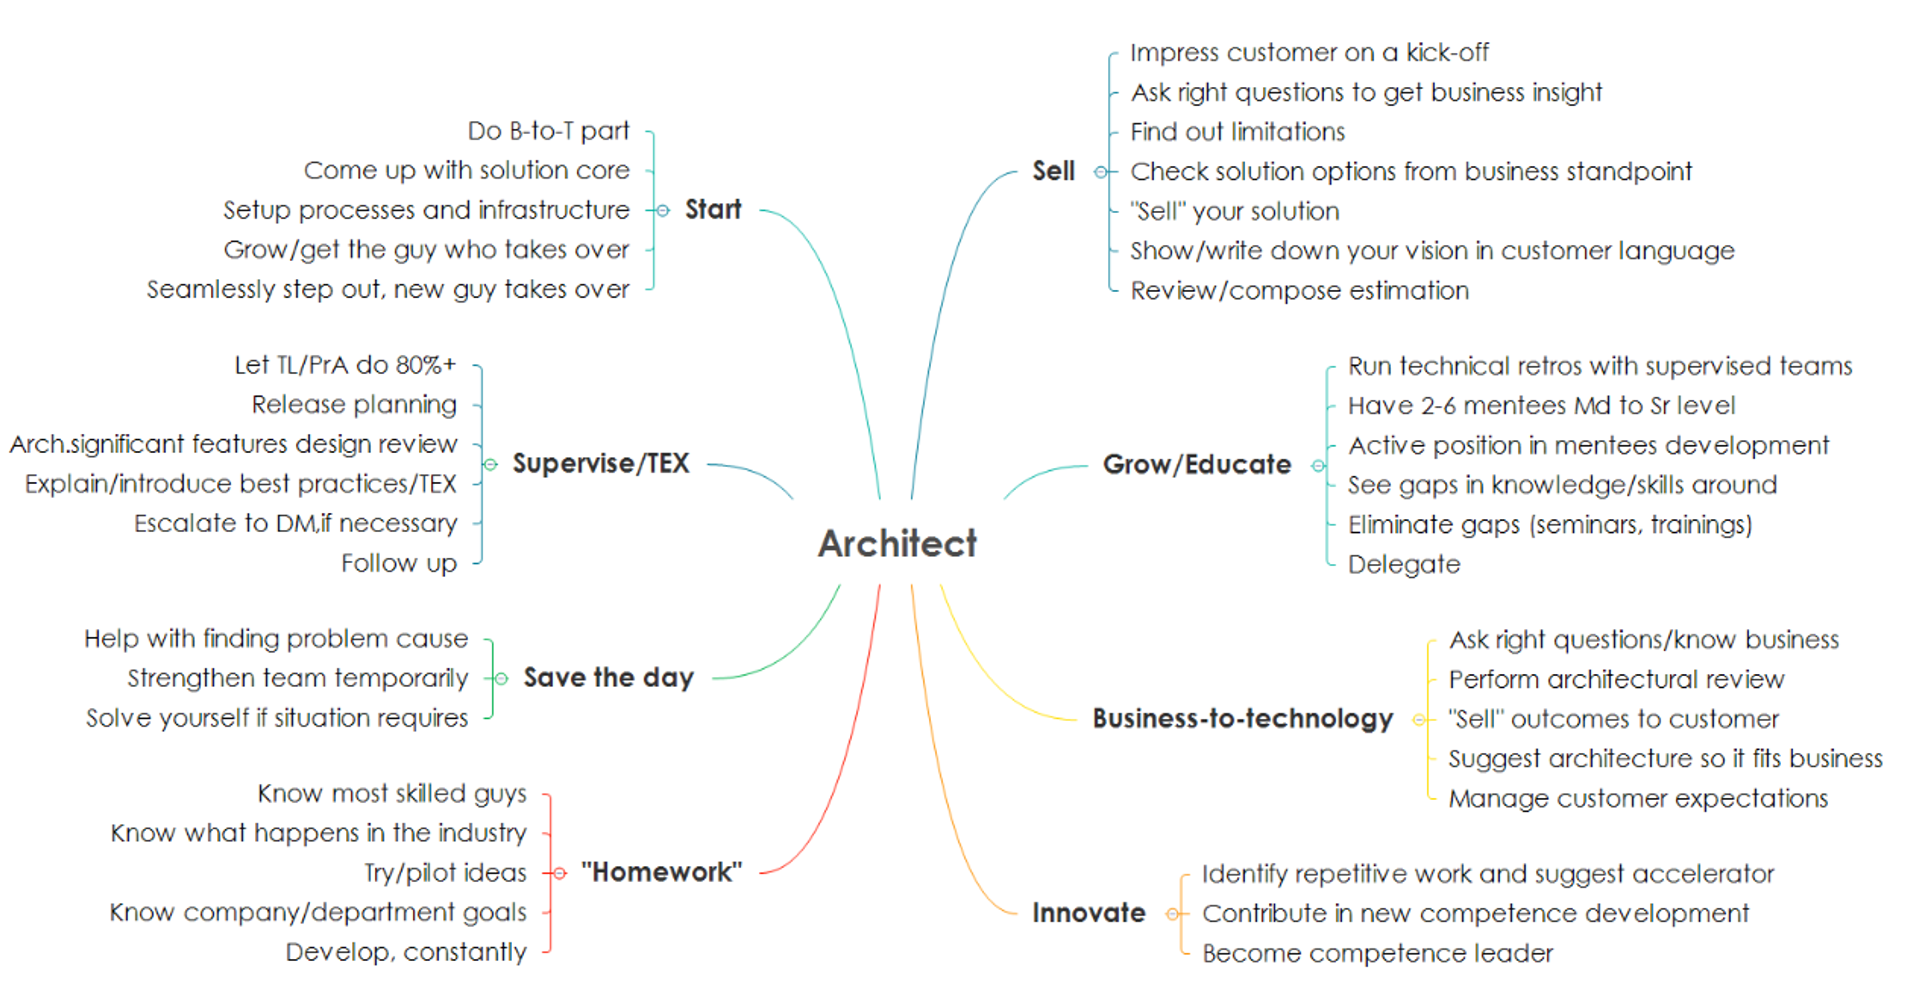 Architect
Start
Do B-to-T part
Come up with solution core
Setup processes and infrastructure
Grow/get the guy who takes over
Seamlessly step out, new guy takes over
Supervise/TEX
Let TL/PrA do 80%+
Release planning
Arch.significant features design review
Explain/introduce best practices/TEX
Escalate to DM,if necessary
Follow up
Save the day
Help with finding problem cause
Strengthen team temporarily
Solve yourself if situation requires
"Homework"
Know most skilled guys
Know what happens in the industry
Try/pilot ideas
Know company/department goals
Develop, constantly
Sell
Impress customer on a kick-off
Ask right questions to get business insight
Find out limitations
Check solution options from business standpoint
"Sell" your solution
Show/write down your vision in customer language
Review/compose estimation
Grow/Educate
Run technical retros with supervised teams
Have 2-6 mentees Md to Sr level
Active position in mentees development
See gaps in knowledge/skills around
Eliminate gaps (seminars, trainings)
Delegate
Business-to-technology
Ask right questions/know business
Perform architectural review
"Sell" outcomes to customer
Suggest architecture so it fits business
Manage customer expectations
Innovate
Identify repetitive work and suggest accelerator
Contribute in new competence development
Become competence leader